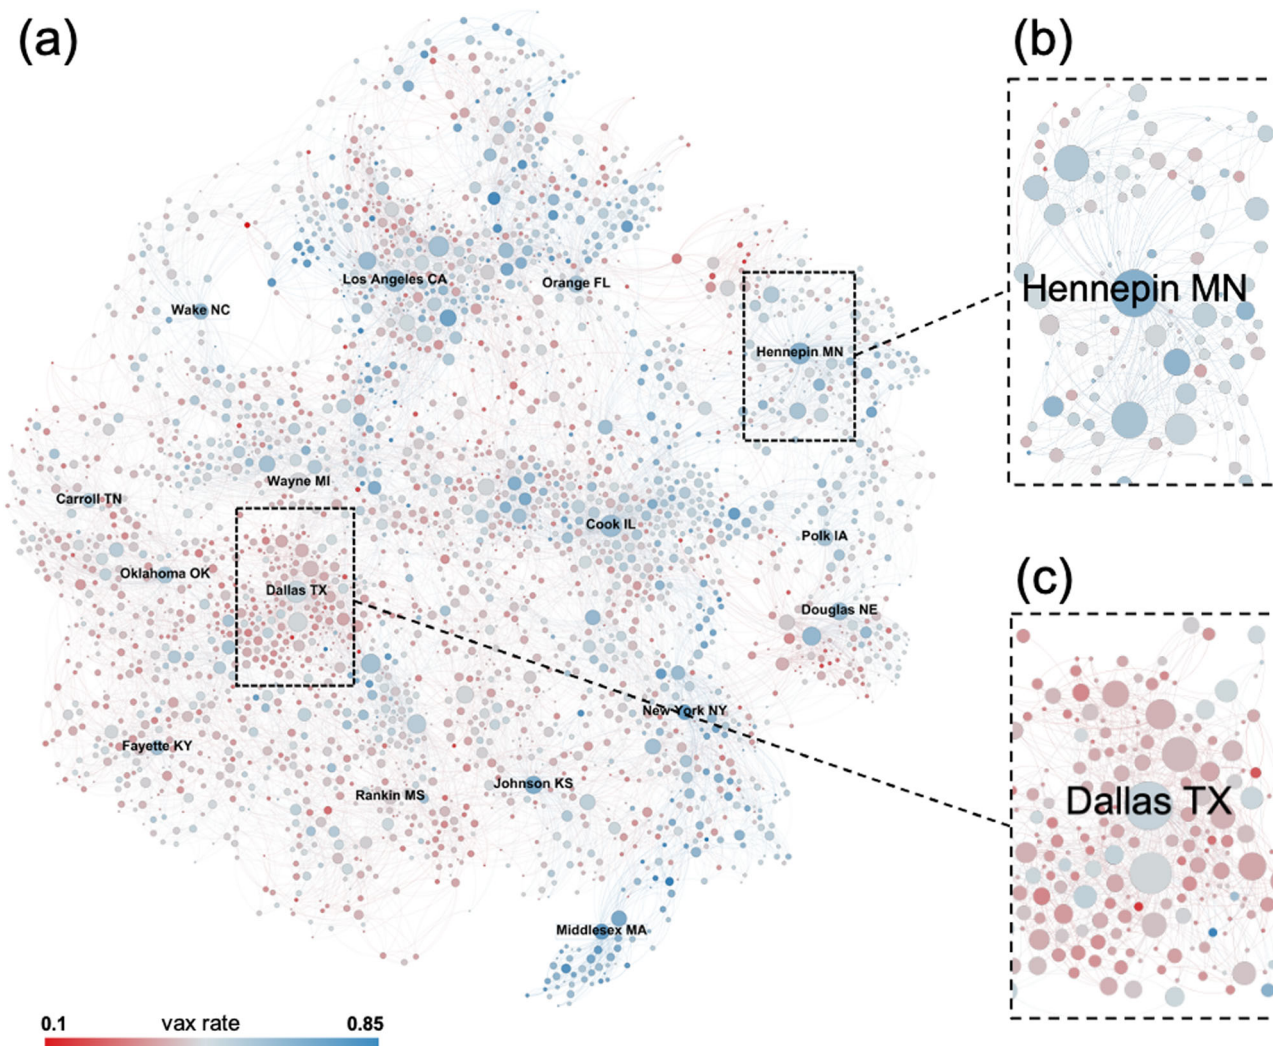 (a)
(b)
Los Angeles CA
Orange FL
Wake NC
Hennepin MN
Hennepin MN
Wayne MI
Carroll TN
Cook IL
Polk IA
Oklahoma OK
Dallas TX
(c)
Douglas NE
New York NY
Fayette KY
Johnson KS
Rankin MS
Dallas TX
Middlesex MA
0.1 vax rate 0.85